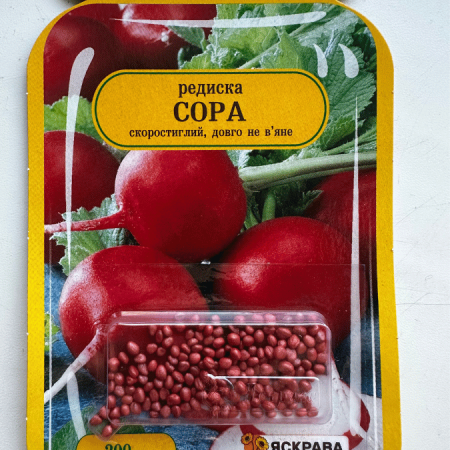 редиска
СОРА
скоростиглий, довго не в'яне
ЯСКРАВА